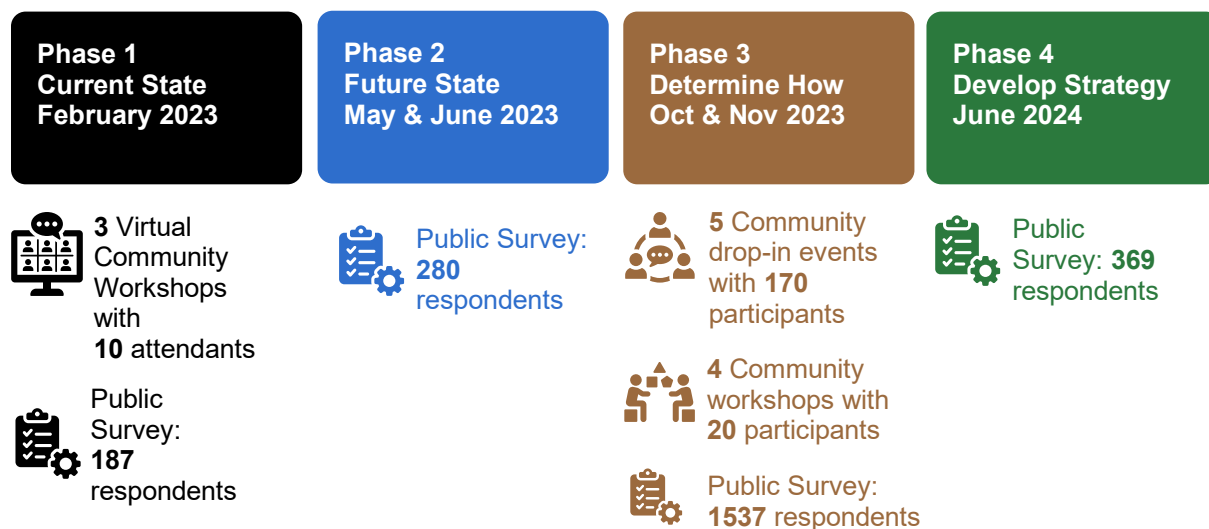 Phase 1
Current State
February 2023
3 Virtual
Community
Workshops
with
10 attendants
Public
Survey:
187
respondents
Phase 2
Future State
May & June 2023
Public Survey:
280
respondents
Phase 3
Determine How
Oct & Nov 2023
5 Community
drop-in events
with 170
participants
4 Community
workshops with
20 participants
Public Survey:
1537 respondents
Phase 4
Develop Strategy
June 2024
Public
Survey: 369
respondents